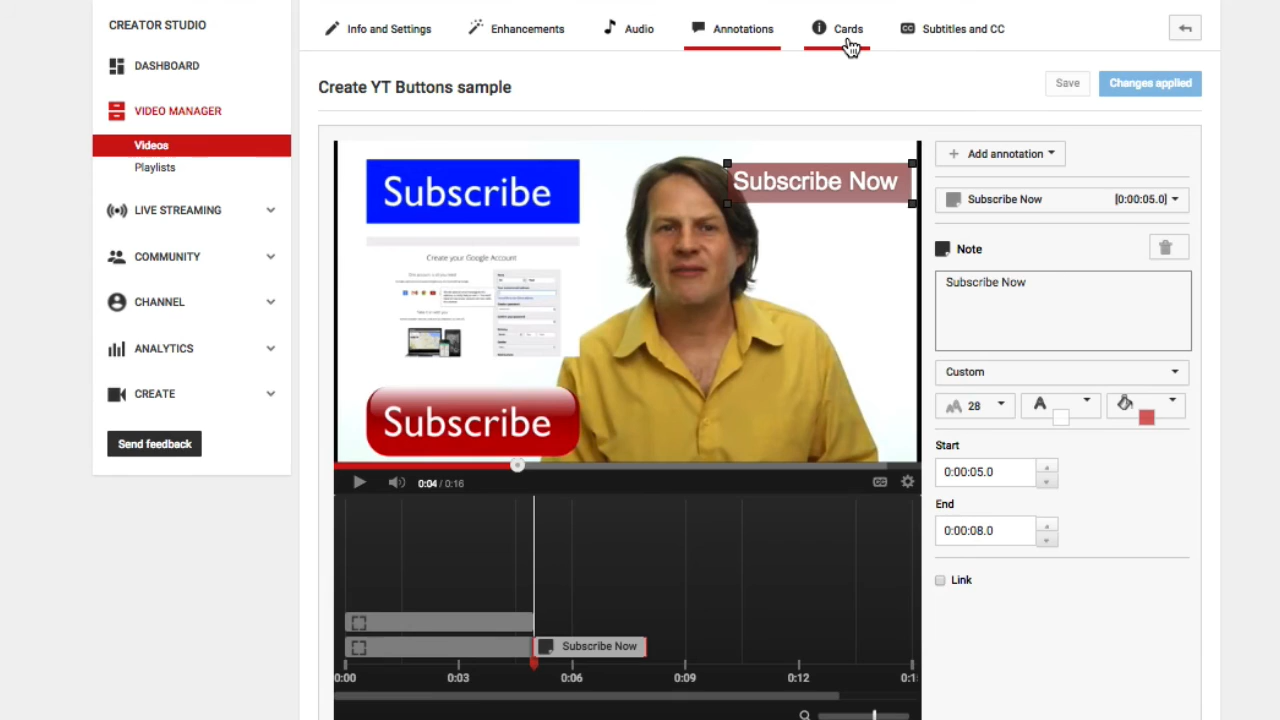 CREATOR STUDIO
DASHBOARD
VIDEO MANAGER
Videos
Playlists
LIVE STREAMING
COMMUNITY
CHANNEL
ANALYTICS
CREATE
Send feedback
Info and Settings
Enhancements
Audio
Annotations
Cards
CC Subtitles and CC
Create YT Buttons sample
Save
Changes applied
Subscribe
Subscribe Now
Create your Google Account
Subscribe
0:04 / 0:16
CC
Subscribe Now
0:00
0:03
0:06
0:09
0:12
+ Add annotation
Subscribe Now [0:00:05.0]
Note
Subscribe Now
Custom
28
A
Start
0:00:05.0
End
0:00:08.0
Link